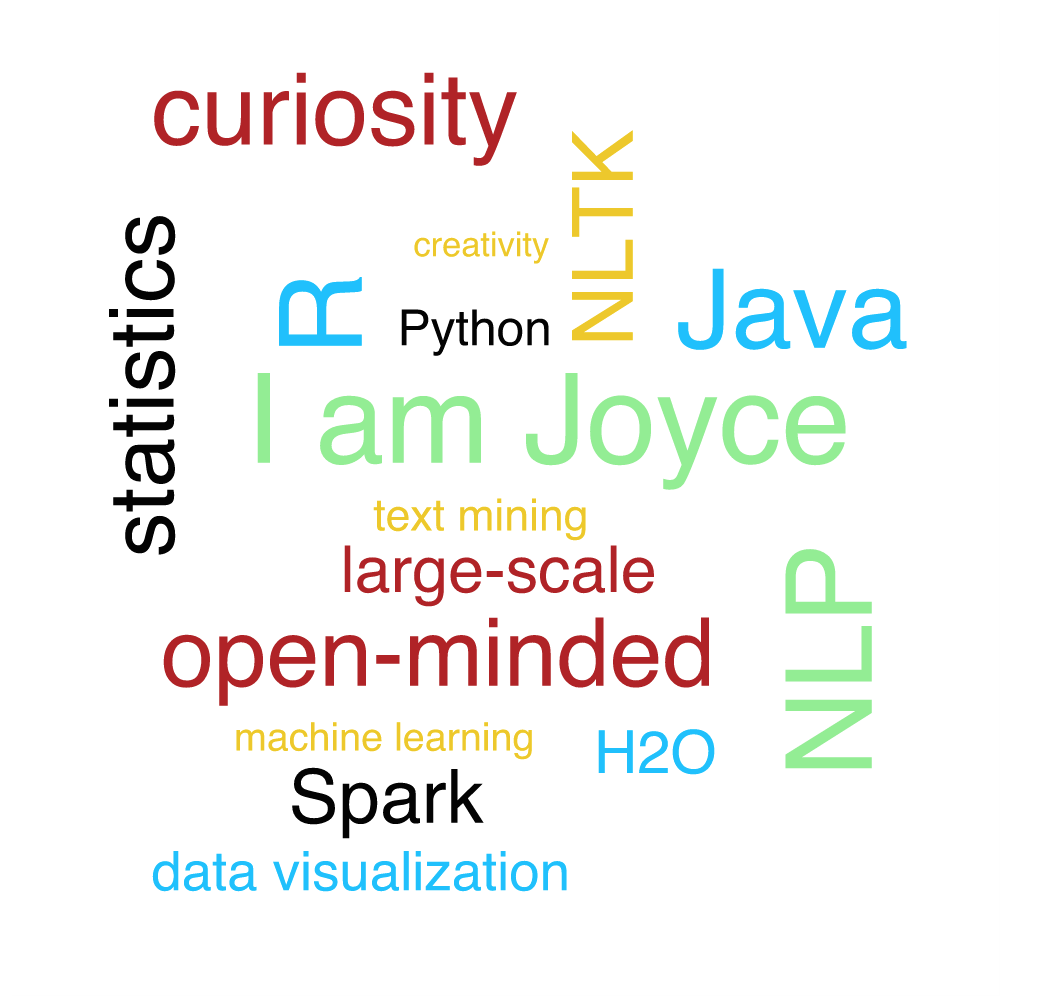 curiosity
NLTK
statistics
creativity
R
Python
Java
I am Joyce
text mining
large-scale
NLP
open-minded
machine learning
H2O
Spark
data visualization